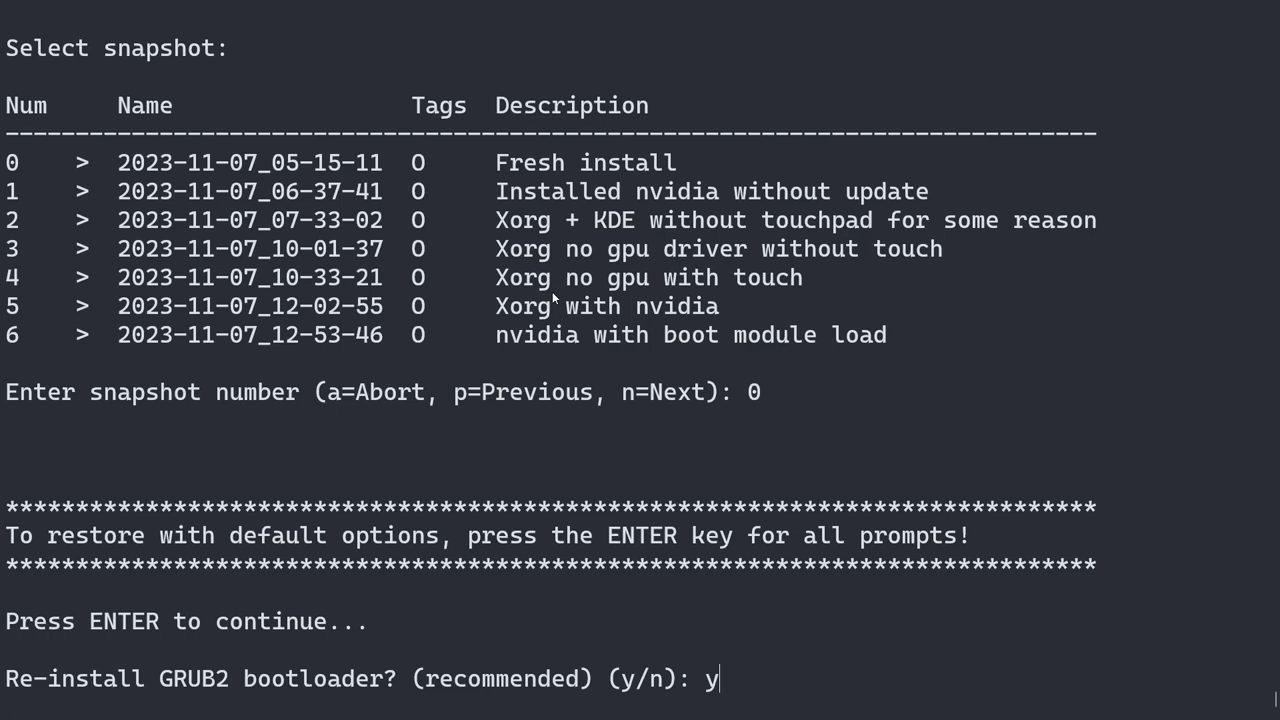 Select snapshot:
Num     Name                 Tags  Description
------------------------------------------------------------------------------
0    >  2023-11-07_05-15-11  O     Fresh install
1    >  2023-11-07_06-37-41  O     Installed nvidia without update
2    >  2023-11-07_07-33-02  O     Xorg + KDE without touchpad for some reason
3    >  2023-11-07_10-01-37  O     Xorg no gpu driver without touch
4    >  2023-11-07_10-33-21  O     Xorg no gpu with touch
5    >  2023-11-07_12-02-55  O     Xorg with nvidia
6    >  2023-11-07_12-53-46  O     nvidia with boot module load
Enter snapshot number (a=Abort, p=Previous, n=Next): 0
******************************************************************************
To restore with default options, press the ENTER key for all prompts!
******************************************************************************
Press ENTER to continue...
Re-install GRUB2 bootloader? (recommended) (y/n): y